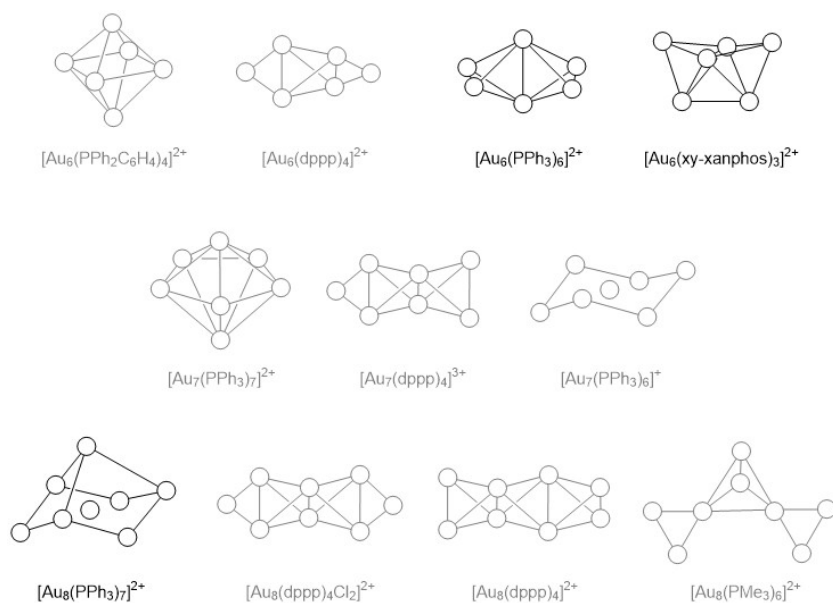 [Au₆(PPh₂C₆H₄)₄]²⁺ [Au₆(dppp)₄]²⁺ [Au₆(PPh₃)₆]²⁺ [Au₆(xy-xanphos)₃]²⁺
[Au₇(PPh₃)₇]²⁺ [Au₇(dppp)₄]³⁺ [Au₇(PPh₃)₆]⁺
[Au₈(PPh₃)₇]²⁺ [Au₈(dppp)₄Cl₂]²⁺ [Au₈(dppp)₄]²⁺ [Au₈(PMe₃)₆]²⁺